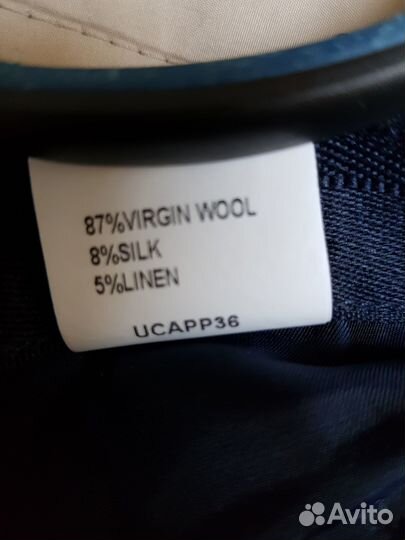 87%VIRGIN WOOL
8%SILK
5%LINEN
UCAPP36
Avito